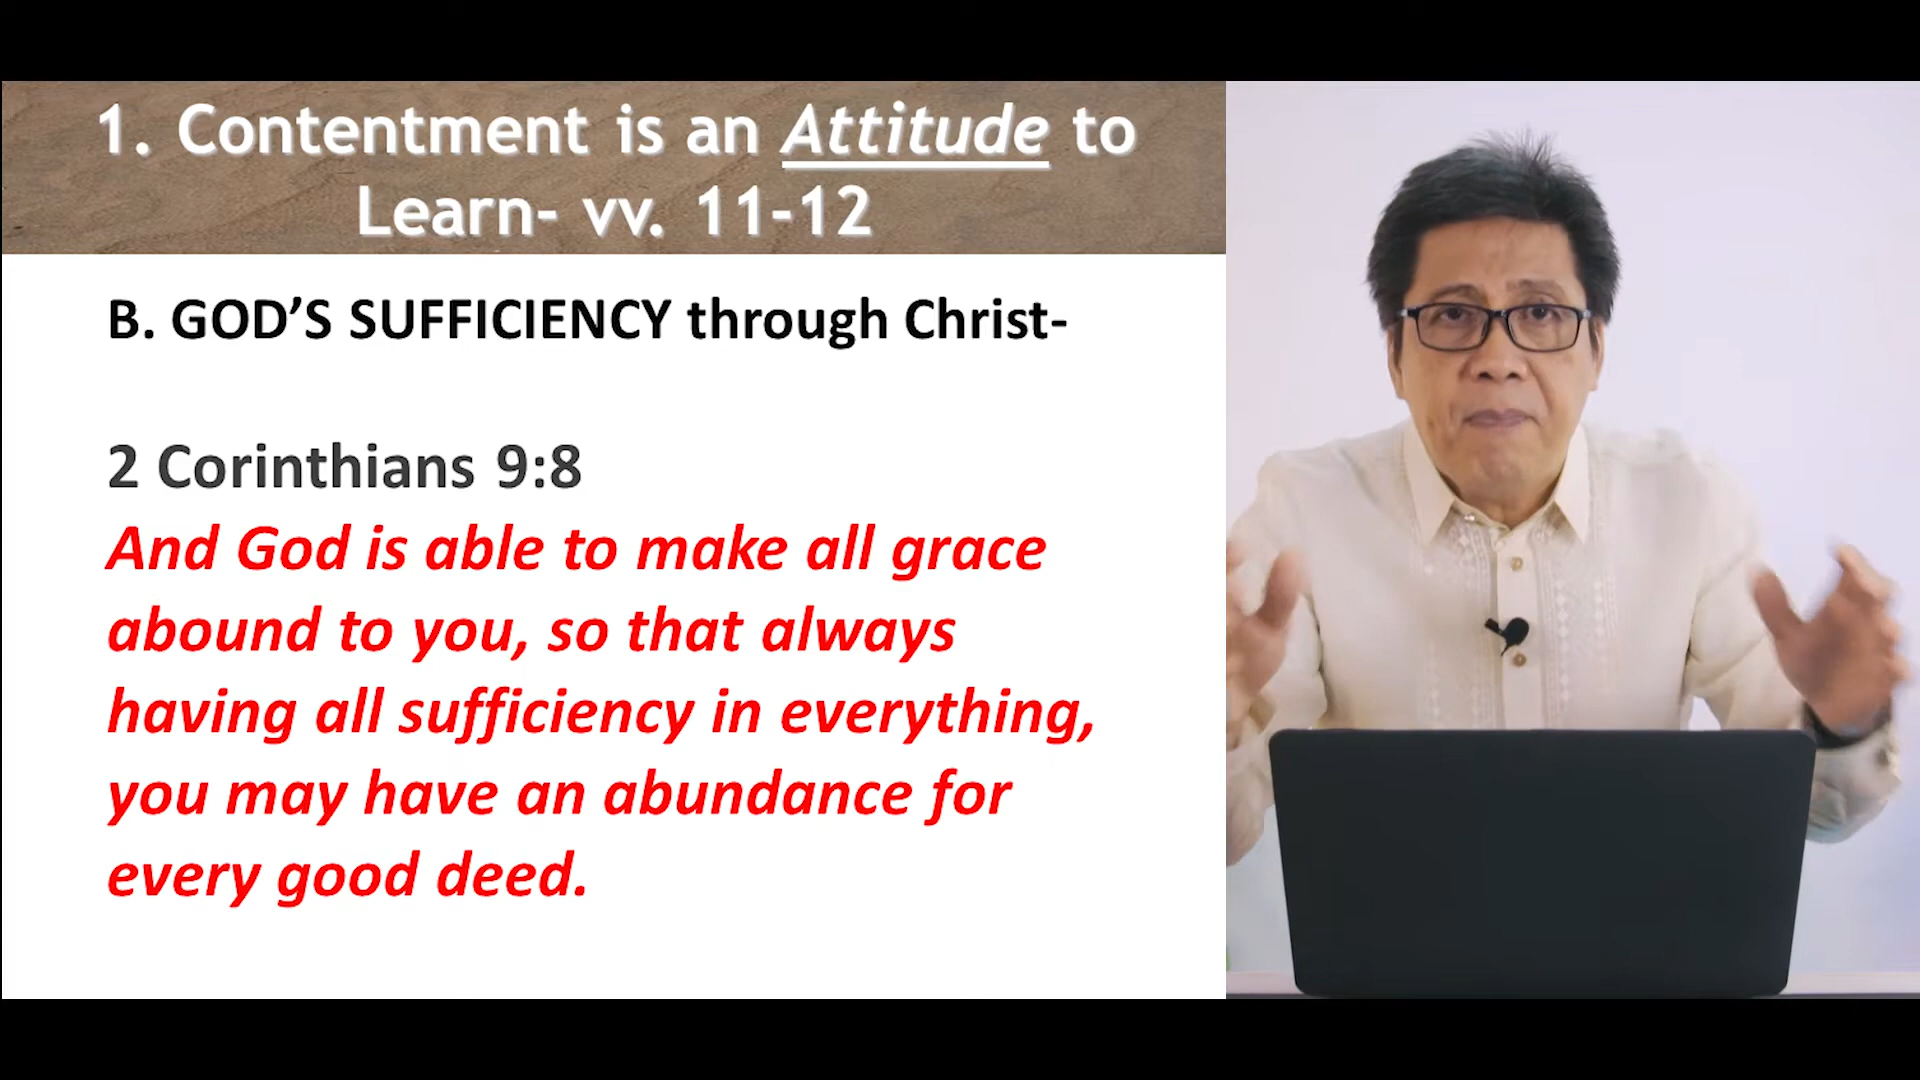 1. Contentment is an Attitude to
Learn- vv. 11-12
B. GOD’S SUFFICIENCY through Christ-
2 Corinthians 9:8
And God is able to make all grace
abound to you, so that always
having all sufficiency in everything,
you may have an abundance for
every good deed.